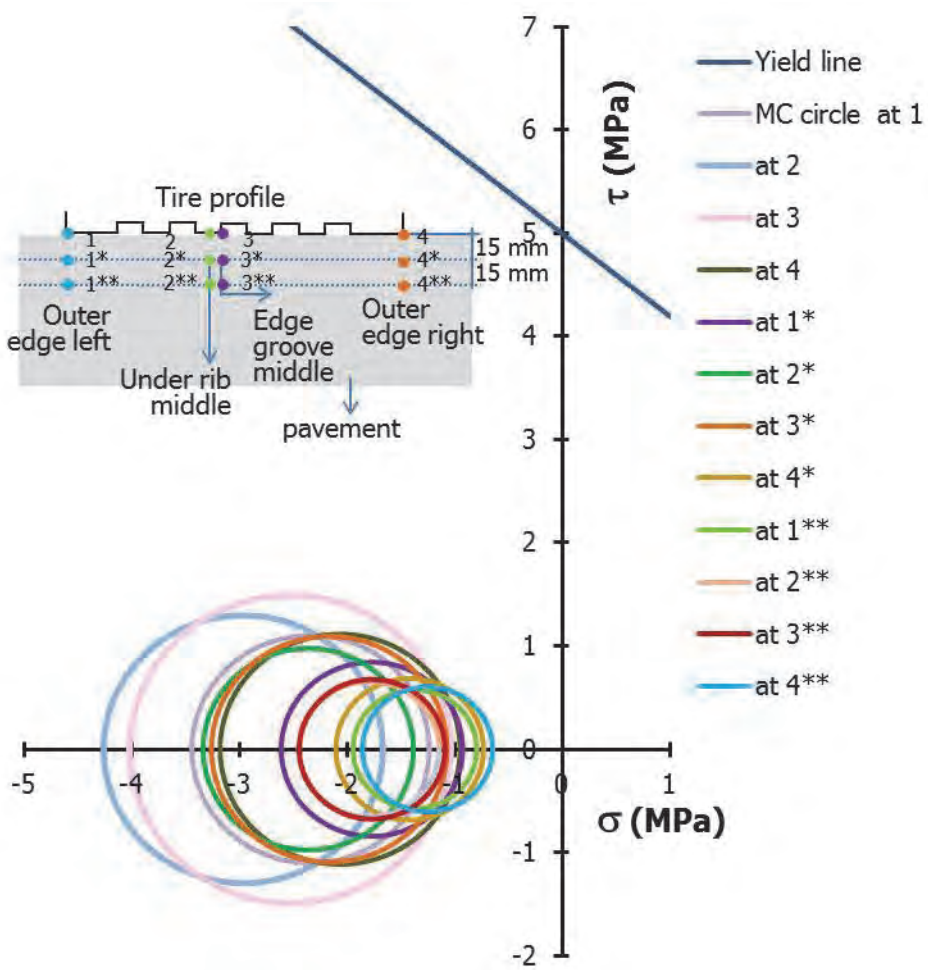 7
6
5
4
3
2
1
0
-1
-2
-5
-4
-3
-2
-1
0
1
τ (MPa)
σ (MPa)
Tire profile
1
2
3
4
15 mm
1*
2*
3*
4*
15 mm
1**
2**
3**
4**
Outer
edge left
Edge
groove
middle
Outer
edge right
Under rib
middle
pavement
Yield line
MC circle at 1
at 2
at 3
at 4
at 1*
at 2*
at 3*
at 4*
at 1**
at 2**
at 3**
at 4**